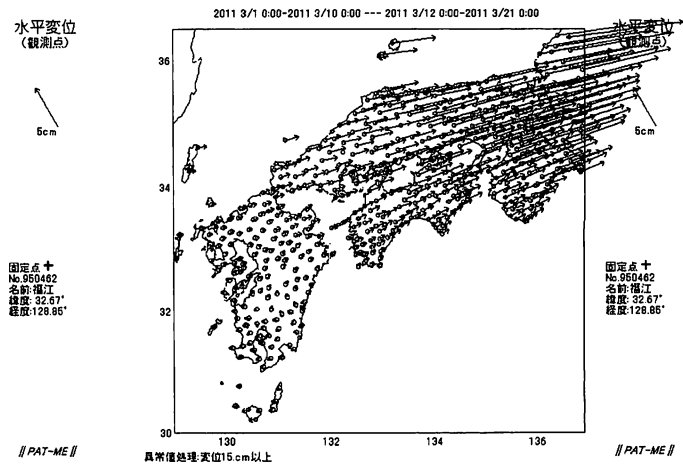 2011 3/1 0:00-2011 3/10 0:00 --- 2011 3/12 0:00-2011 3/21 0:00
水平変位
(観測点)
5cm
固定点 +
No.950462
名前:福江
緯度: 32.67°
経度:128.85°
// PAT-ME //
36
34
32
30
130
132
134
136
異常値処理:変位15.cm以上
水平変位
(観測点)
5cm
固定点 +
No.950462
名前:福江
緯度: 32.67°
経度:128.85°
// PAT-ME //